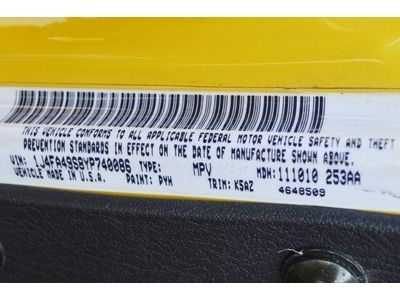 THIS VEHICLE CONFORMS TO ALL APPLICABLE FEDERAL MOTOR VEHICLE SAFETY AND THEFT
PREVENTION STANDARDS IN EFFECT ON THE DATE OF MANUFACTURE SHOWN ABOVE.
VIN: 1J4FA49S8YP740086 TYPE: MPV MDH: 111010 253AA
VEHICLE MADE IN U.S.A. PAINT: PYH TRIM: K5AZ 4648509